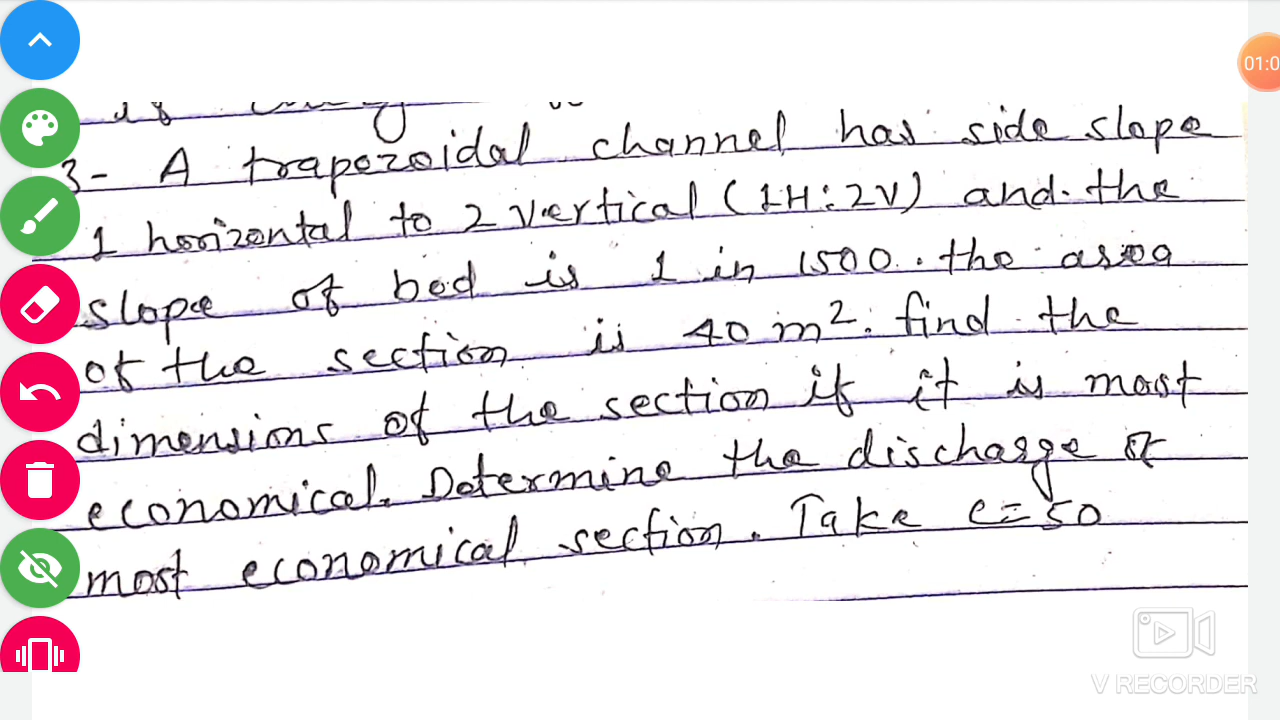 01:0
3- A trapezoidal channel has side slope
1 horizontal to 2 vertical (1H:2V) and the
slope of bed is 1 in 1500. the area
of the section is 40 m². find the
dimensions of the section if it is most
economical. Determine the discharge of
most economical section. Take c=50
V RECORDER